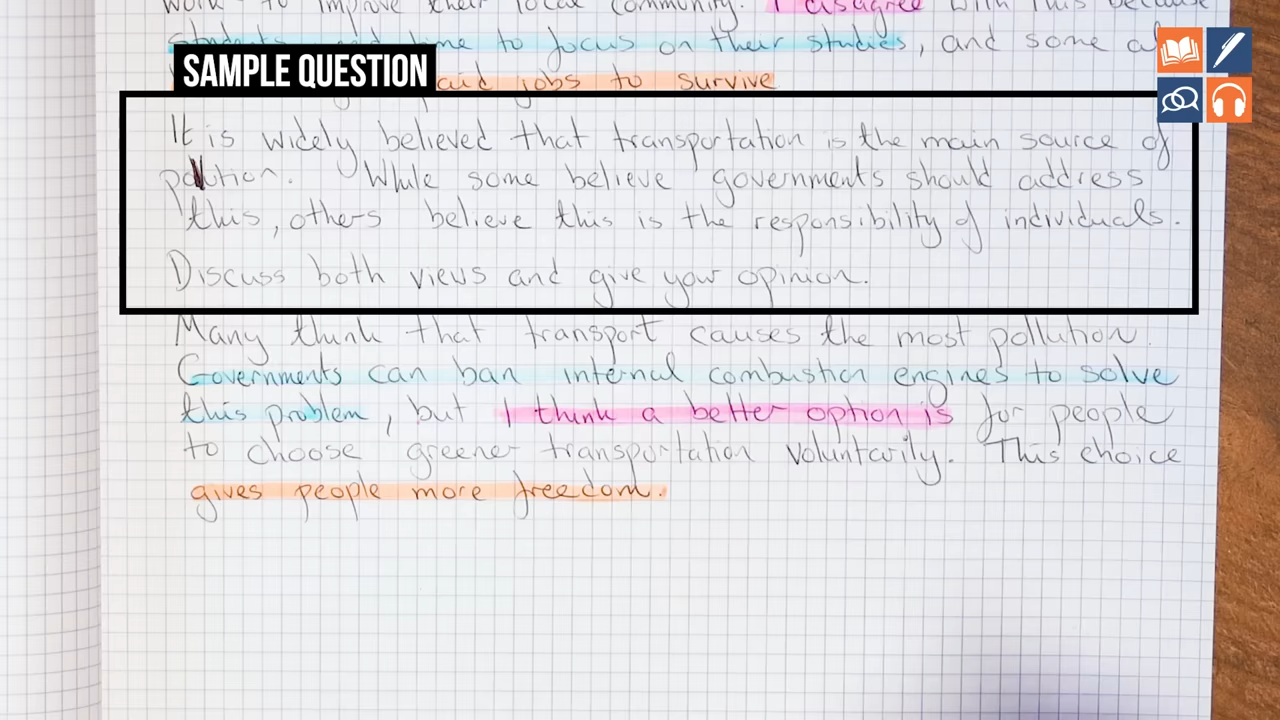 work - to improve their local community. I disagree with this because
students need time to focus on their studies, and some also
SAMPLE QUESTION
paid jobs to survive
It is widely believed that transportation is the main source of
pollution. While some believe governments should address
this, others believe this is the responsibility of individuals.
Discuss both views and give your opinion.
Many think that transport causes the most pollution.
Governments can ban internal combustion engines to solve
this problem, but I think a better option is for people
to choose greener transportation voluntarily. This choice
gives people more freedom.